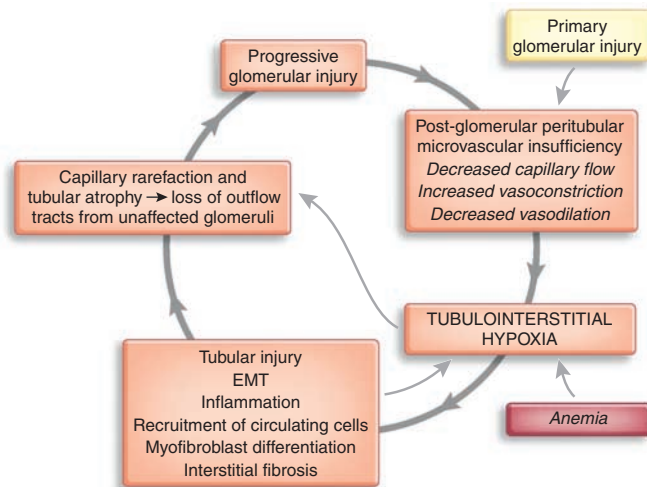 Primary
glomerular injury
Progressive
glomerular injury
Post-glomerular peritubular
microvascular insufficiency
Decreased capillary flow
Increased vasoconstriction
Decreased vasodilation
Capillary rarefaction and
tubular atrophy → loss of outflow
tracts from unaffected glomeruli
TUBULOINTERSTITIAL
HYPOXIA
Tubular injury
EMT
Inflammation
Recruitment of circulating cells
Myofibroblast differentiation
Interstitial fibrosis
Anemia